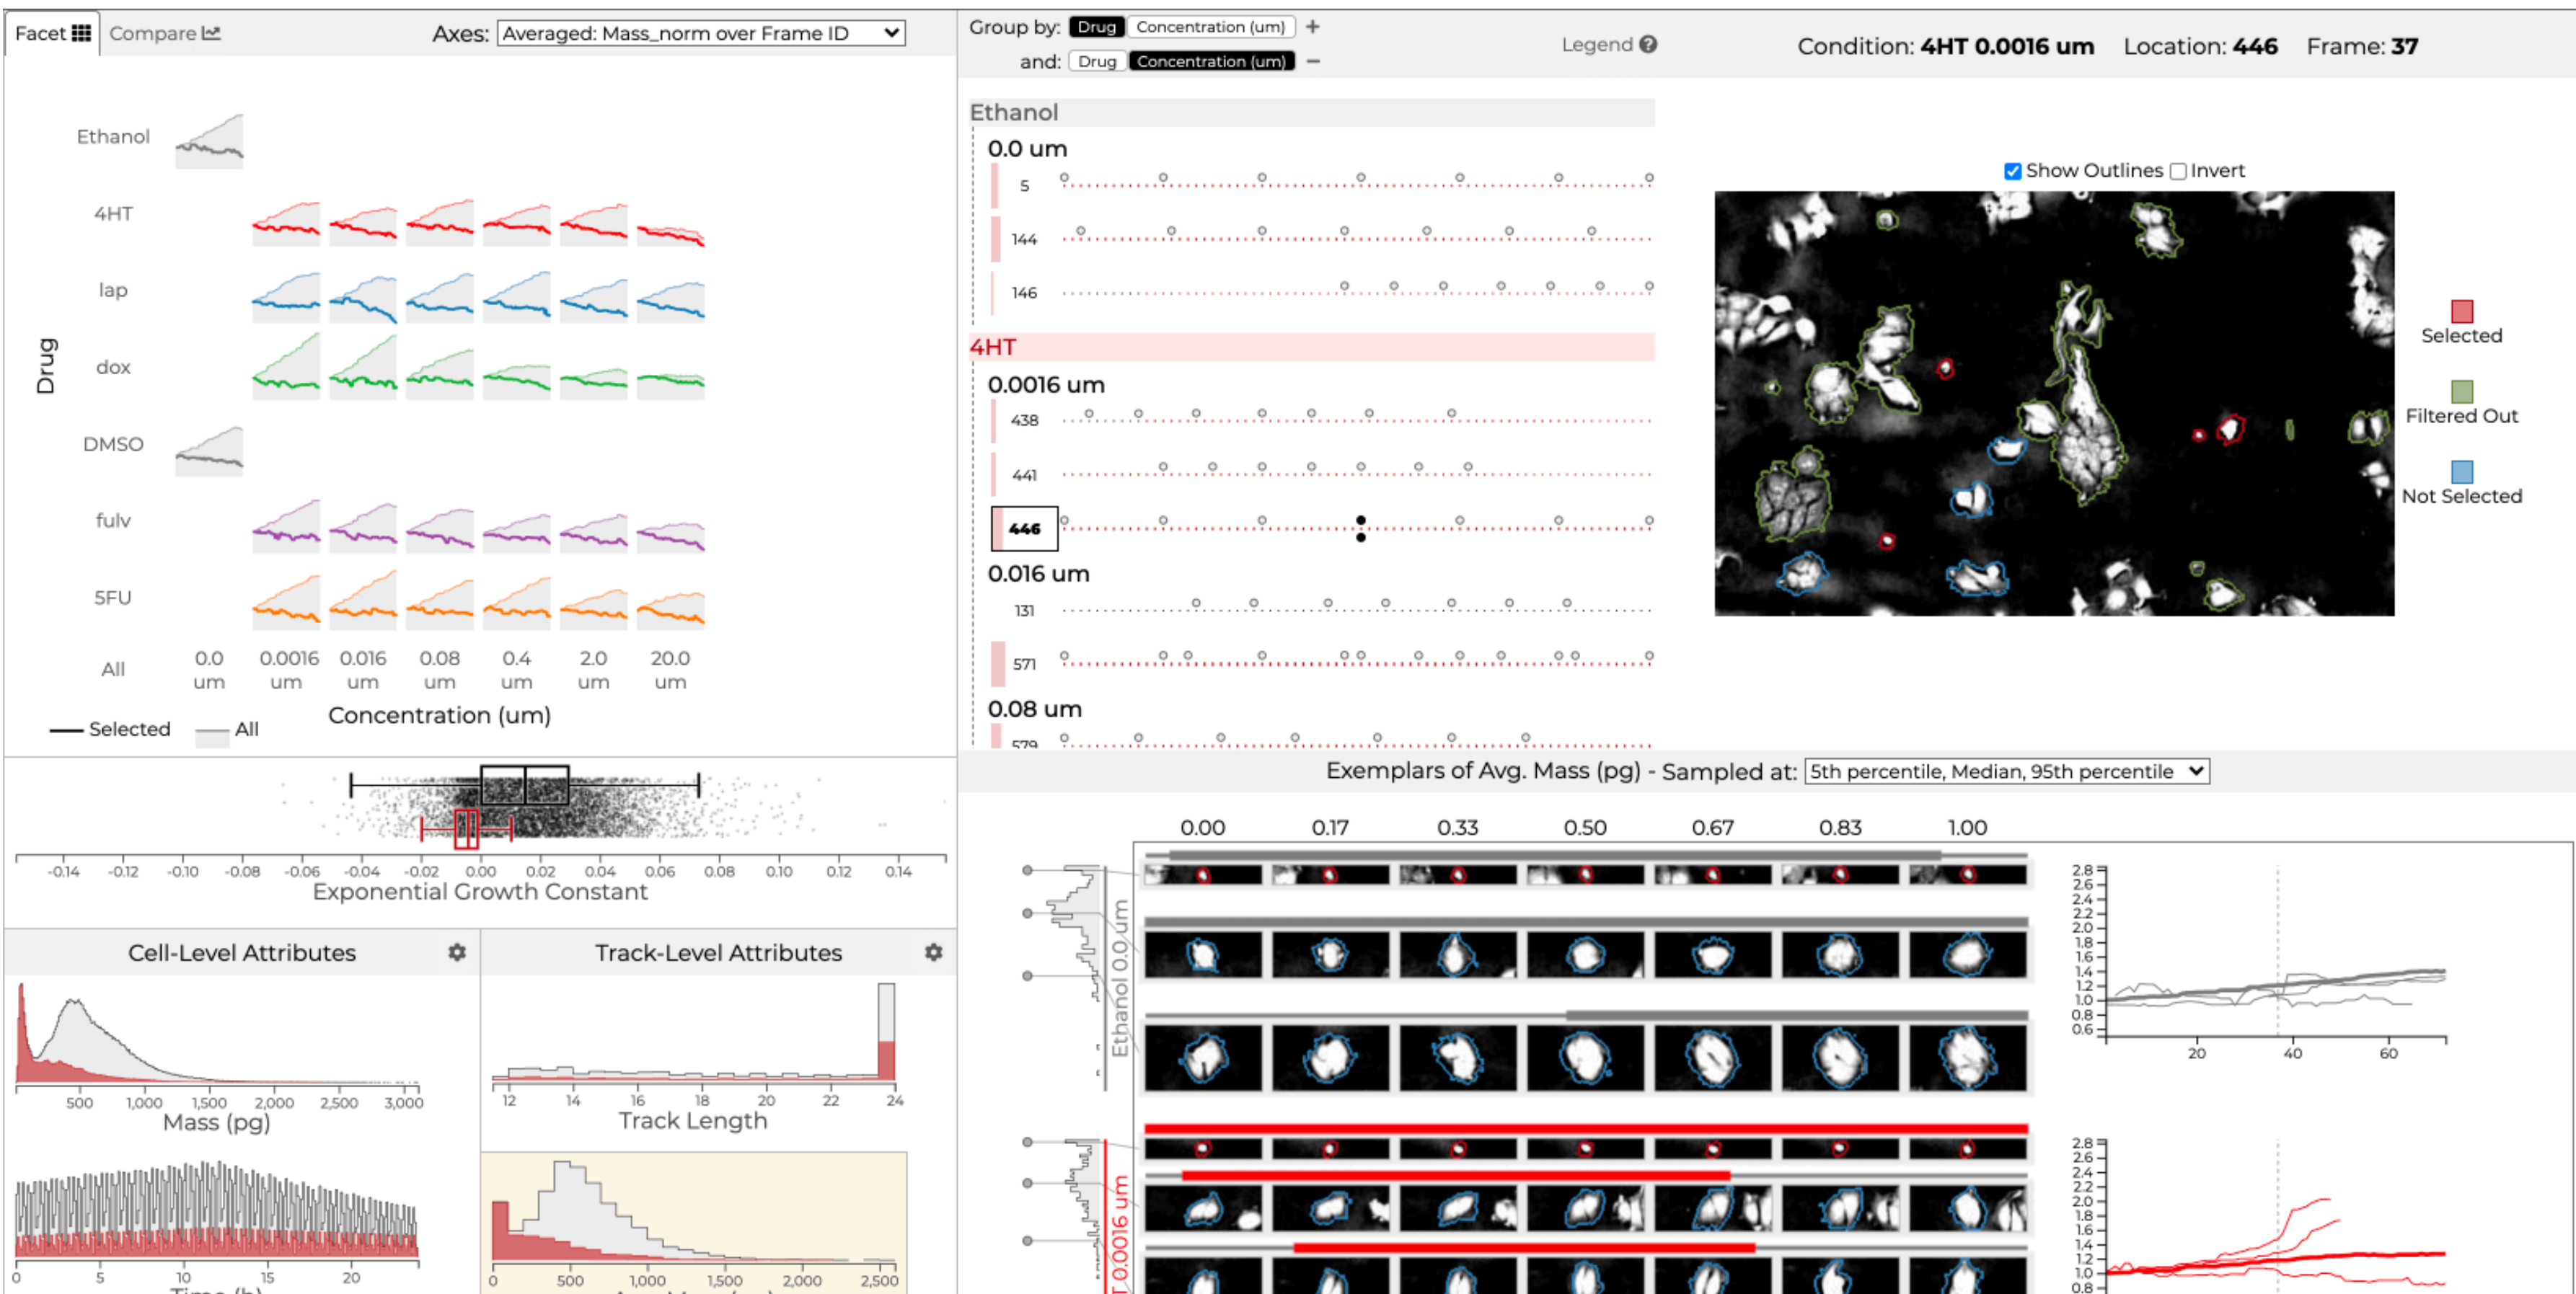 Facet Compare Axes: Averaged: Mass_norm over Frame ID
Ethanol
4HT
lap
dox
DMSO
fulv
5FU
All
Drug
0.0 um 0.0016 um 0.016 um 0.08 um 0.4 um 2.0 um 20.0 um
Concentration (um)
Selected All
-0.14 -0.12 -0.10 -0.08 -0.06 -0.04 -0.02 0.00 0.02 0.04 0.06 0.08 0.10 0.12 0.14
Exponential Growth Constant
Cell-Level Attributes
500 1,000 1,500 2,000 2,500 3,000
Mass (pg)
0 5 10 15 20
Time (h)
Track-Level Attributes
12 14 16 18 20 22 24
Track Length
0 500 1,000 1,500 2,000 2,500
Group by: Drug Concentration (um) +
and: Drug Concentration (um) −
Legend ?
Condition: 4HT 0.0016 um Location: 446 Frame: 37
Ethanol
0.0 um
5
144
146
4HT
0.0016 um
438
441
446
0.016 um
131
571
0.08 um
579
Show Outlines Invert
Selected
Filtered Out
Not Selected
Exemplars of Avg. Mass (pg) - Sampled at: 5th percentile, Median, 95th percentile
0.00 0.17 0.33 0.50 0.67 0.83 1.00
Ethanol 0.0 um
2.8
2.6
2.4
2.2
2.0
1.8
1.6
1.4
1.2
1.0
0.8
0.6
20 40 60
T 0.0016 um
2.8
2.6
2.4
2.2
2.0
1.8
1.6
1.4
1.2
1.0
0.8